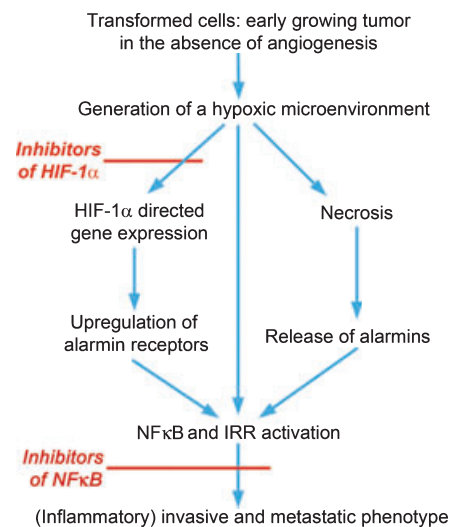 Transformed cells: early growing tumor
in the absence of angiogenesis
Generation of a hypoxic microenvironment
Inhibitors
of HIF-1α
HIF-1α directed
gene expression
Necrosis
Upregulation of
alarmin receptors
Release of alarmins
NFκB and IRR activation
Inhibitors
of NFκB
(Inflammatory) invasive and metastatic phenotype